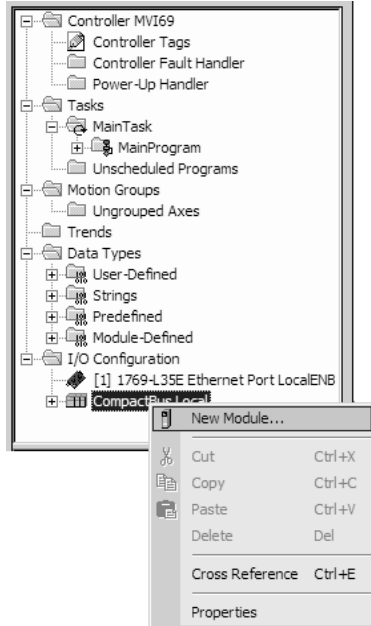 Controller MVI69
Controller Tags
Controller Fault Handler
Power-Up Handler
Tasks
MainTask
MainProgram
Unscheduled Programs
Motion Groups
Ungrouped Axes
Trends
Data Types
User-Defined
Strings
Predefined
Module-Defined
I/O Configuration
[1] 1769-L35E Ethernet Port LocalENB
CompactBus Local
New Module...
Cut Ctrl+X
Copy Ctrl+C
Paste Ctrl+V
Delete Del
Cross Reference Ctrl+E
Properties